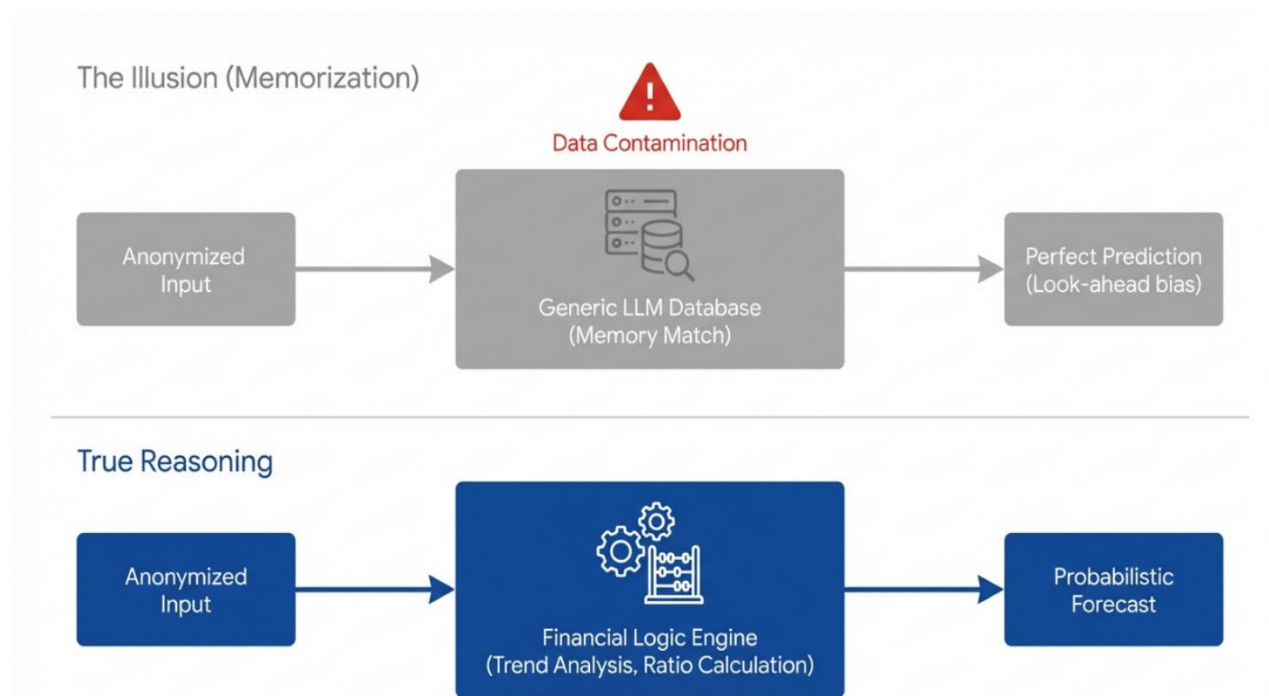 The Illusion (Memorization)
!
Data Contamination
Anonymized
Input
Generic LLM Database
(Memory Match)
Perfect Prediction
(Look-ahead bias)
True Reasoning
Anonymized
Input
Financial Logic Engine
(Trend Analysis, Ratio Calculation)
Probabilistic
Forecast